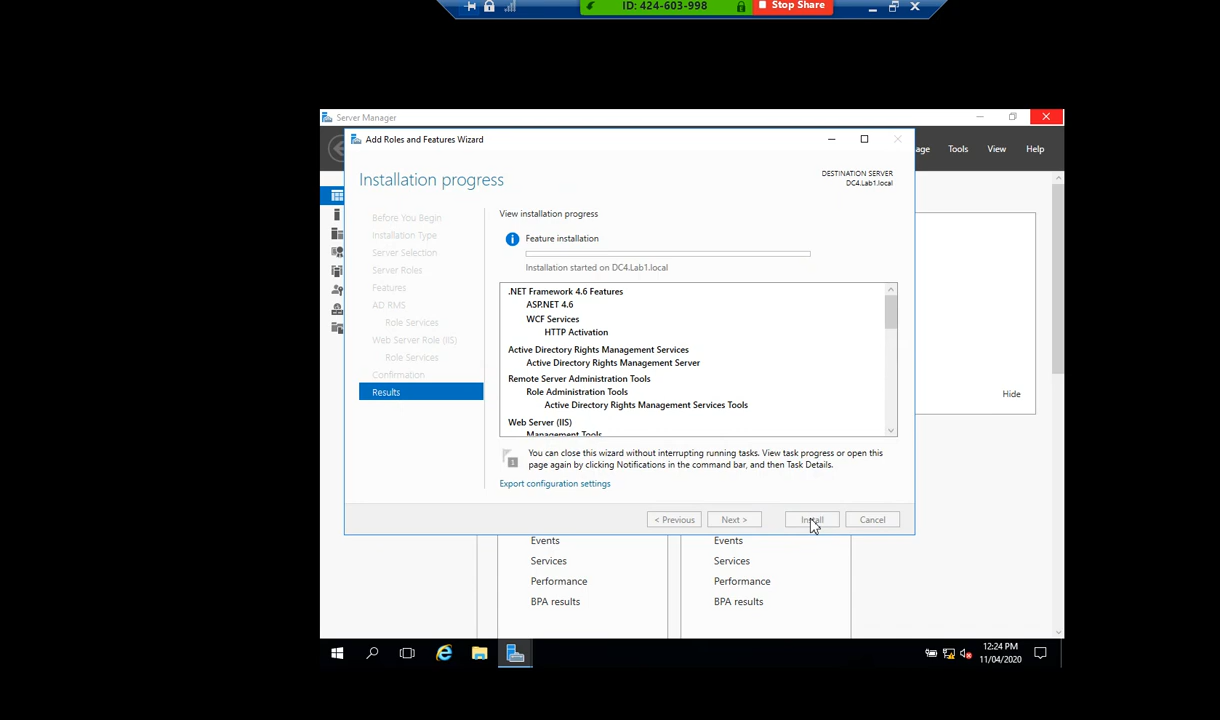 ID: 424-603-998
Stop Share
Server Manager
Add Roles and Features Wizard
age
Tools
View
Help
Installation progress
DESTINATION SERVER
DC4.Lab1.local
Before You Begin
Installation Type
Server Selection
Server Roles
Features
AD RMS
Role Services
Web Server Role (IIS)
Role Services
Confirmation
Results
View installation progress
Feature installation
Installation started on DC4.Lab1.local
.NET Framework 4.6 Features
ASP.NET 4.6
WCF Services
HTTP Activation
Active Directory Rights Management Services
Active Directory Rights Management Server
Remote Server Administration Tools
Role Administration Tools
Active Directory Rights Management Services Tools
Web Server (IIS)
Management Tools
1
You can close this wizard without interrupting running tasks. View task progress or open this
page again by clicking Notifications in the command bar, and then Task Details.
Export configuration settings
< Previous
Next >
Install
Cancel
Hide
Events
Services
Performance
BPA results
Events
Services
Performance
BPA results
12:24 PM
11/04/2020